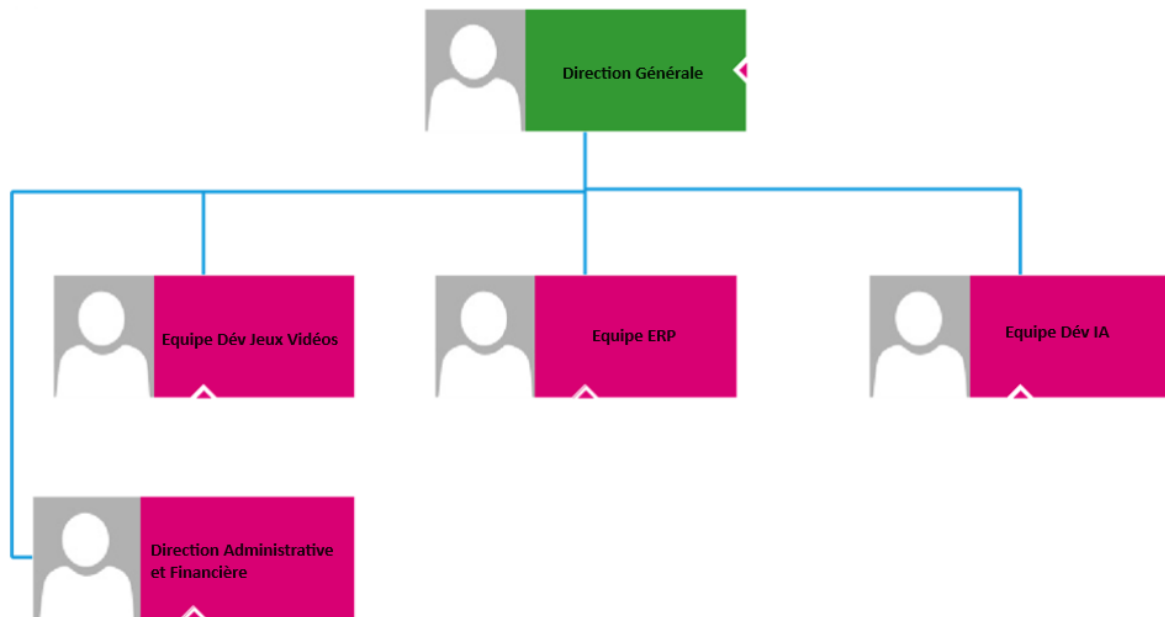 Direction Générale
Equipe Dév Jeux Vidéos
Equipe ERP
Equipe Dév IA
Direction Administrative
et Financière